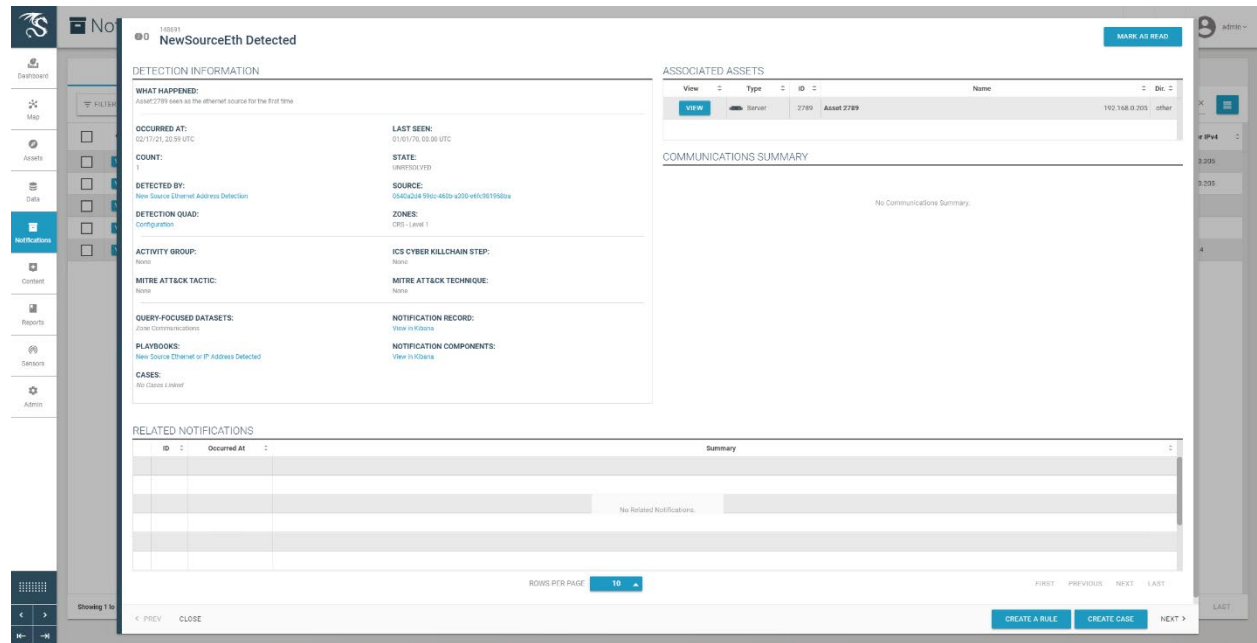 Not
admin
Dashboard
Map
Assets
Data
Notifications
Content
Reports
Sensors
Admin
FILTER
148691
NewSourceEth Detected
MARK AS READ
DETECTION INFORMATION
WHAT HAPPENED:
Asset 2789 seen as the ethernet source for the first time
OCCURRED AT:
02/17/21, 20:59 UTC
LAST SEEN:
01/01/70, 00:00 UTC
COUNT:
1
STATE:
UNRESOLVED
DETECTED BY:
New Source Ethernet Address Detection
SOURCE:
DETECTION QUAD:
Configuration
ZONES:
CRS - Level 1
ACTIVITY GROUP:
None
ICS CYBER KILLCHAIN STEP:
None
MITRE ATT&CK TACTIC:
None
MITRE ATT&CK TECHNIQUE:
None
QUERY-FOCUSED DATASETS:
Zone Communications
NOTIFICATION RECORD:
View in Kibana
PLAYBOOKS:
New Source Ethernet or IP Address Detected
NOTIFICATION COMPONENTS:
View in Kibana
CASES:
No Cases Linked
ASSOCIATED ASSETS
View Type ID Name Dir.
VIEW Server 2789 Asset 2789 192.168.0.205 other
COMMUNICATIONS SUMMARY
No Communications Summary.
RELATED NOTIFICATIONS
ID Occurred At Summary
No Related Notifications.
ROWS PER PAGE 10
FIRST PREVIOUS NEXT LAST
Showing 1 to
LAST
< PREV CLOSE
CREATE A RULE CREATE CASE NEXT >